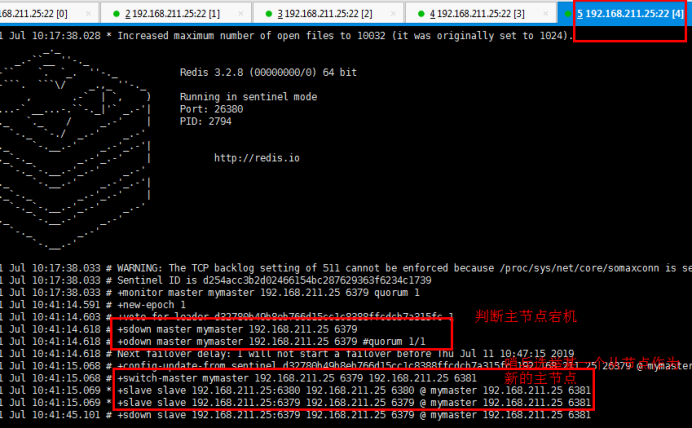 192.168.211.25:22 [0]
2 192.168.211.25:22 [1]
3 192.168.211.25:22 [2]
4 192.168.211.25:22 [3]
5 192.168.211.25:22 [4]
1 Jul 10:17:38.028 * Increased maximum number of open files to 10032 (it was originally set to 1024).
Redis 3.2.8 (00000000/0) 64 bit
Running in sentinel mode
Port: 26380
PID: 2794
http://redis.io
1 Jul 10:17:38.033 # WARNING: The TCP backlog setting of 511 cannot be enforced because /proc/sys/net/core/somaxconn is se
1 Jul 10:17:38.033 # Sentinel ID is d254acc3b2d02466154bc287629363f6234c1739
1 Jul 10:17:38.033 # +monitor master mymaster 192.168.211.25 6379 quorum 1
1 Jul 10:41:14.591 # +new-epoch 1
1 Jul 10:41:14.603 # +vote-for-leader
判断主节点宕机
1 Jul 10:41:14.618 # +sdown master mymaster 192.168.211.25 6379
1 Jul 10:41:14.618 # +odown master mymaster 192.168.211.25 6379 #quorum 1/1
1 Jul 10:41:14.618 # Next failover delay: I will not start a failover before Thu Jul 11 10:47:15 2019
1 Jul 10:41:15.068 # +config-update-from sentinel 192.168.211.25 26379 @ mymaster
一个从节点作为
新的主节点
1 Jul 10:41:15.068 # +switch-master mymaster 192.168.211.25 6379 192.168.211.25 6381
1 Jul 10:41:15.069 * +slave slave 192.168.211.25:6380 192.168.211.25 6380 @ mymaster 192.168.211.25 6381
1 Jul 10:41:15.069 * +slave slave 192.168.211.25:6379 192.168.211.25 6379 @ mymaster 192.168.211.25 6381
1 Jul 10:41:45.101 # +sdown slave 192.168.211.25:6379 192.168.211.25 6379 @ mymaster 192.168.211.25 6381